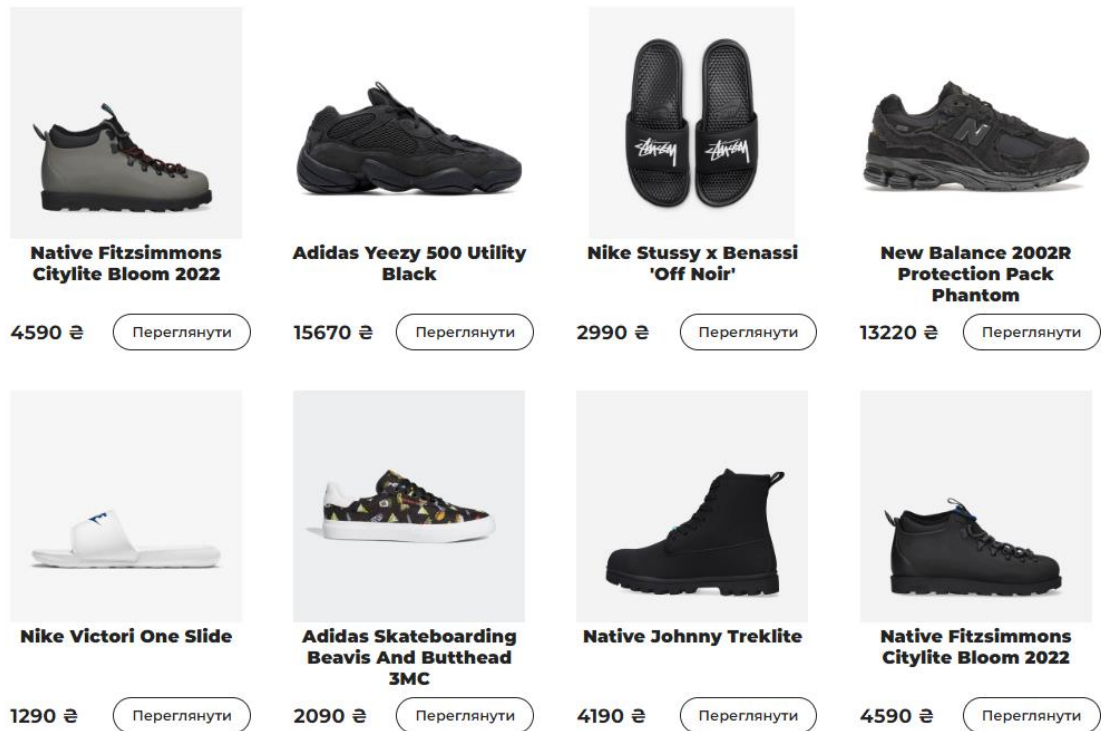 Stussy Stussy
N
Native Fitzsimmons
Citylite Bloom 2022
Adidas Yeezy 500 Utility
Black
Nike Stussy x Benassi
'Off Noir'
New Balance 2002R
Protection Pack
Phantom
4590 ₴ Переглянути
15670 ₴ Переглянути
2990 ₴ Переглянути
13220 ₴ Переглянути
Nike Victori One Slide
Adidas Skateboarding
Beavis And Butthead
3MC
Native Johnny Treklite
Native Fitzsimmons
Citylite Bloom 2022
1290 ₴ Переглянути
2090 ₴ Переглянути
4190 ₴ Переглянути
4590 ₴ Переглянути